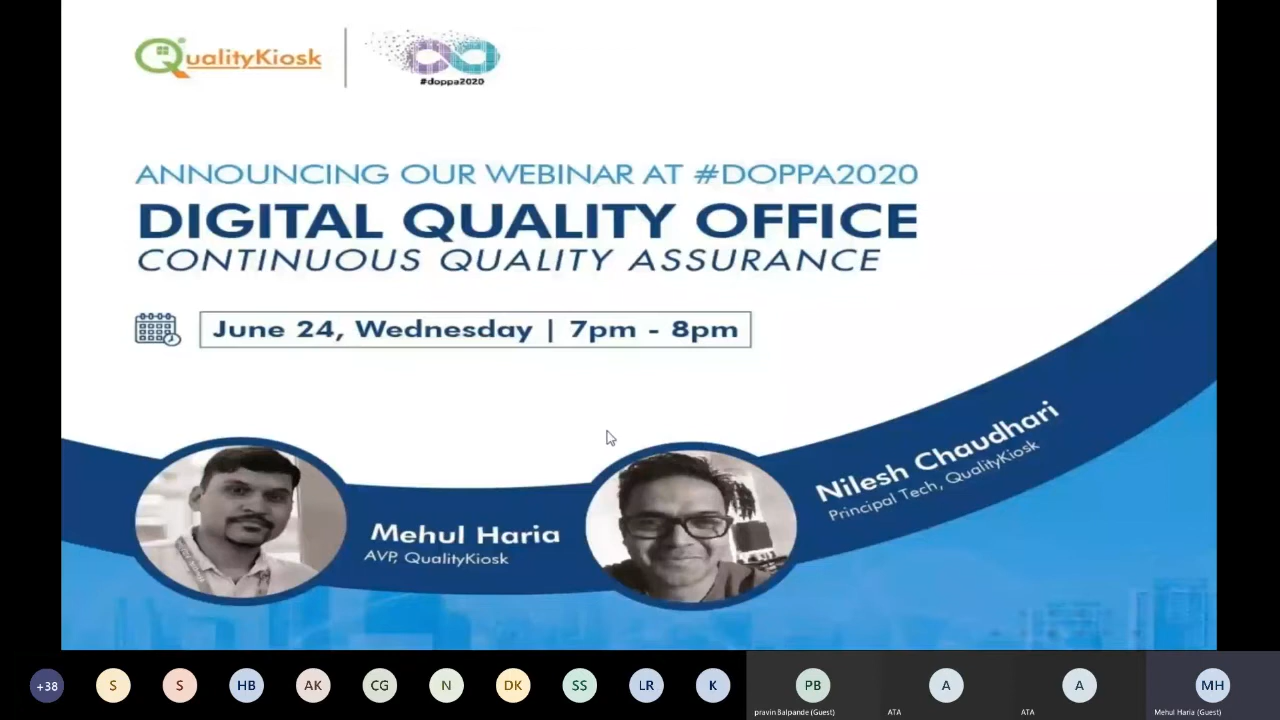 QualityKiosk
#doppa2020
ANNOUNCING OUR WEBINAR AT #DOPPA2020
DIGITAL QUALITY OFFICE
CONTINUOUS QUALITY ASSURANCE
June 24, Wednesday | 7pm - 8pm
Mehul Haria
AVP, QualityKiosk
Nilesh Chaudhari
Principal Tech, QualityKiosk
+38 S S HB AK CG N DK SS LR K PB A A MH
pravin Balpande (Guest) ATA ATA Mehul Haria (Guest)